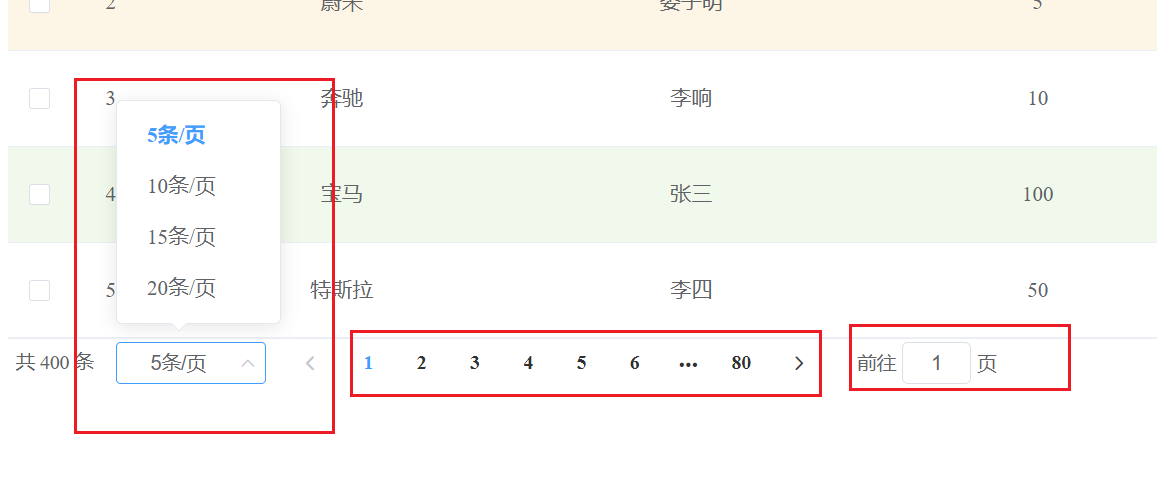 2 蔚来 娄子明 5
3 奔驰 李响 10
5条/页
10条/页
4 宝马 张三 100
15条/页
20条/页
5 特斯拉 李四 50
共 400 条 5条/页 1 2 3 4 5 6 ••• 80 前往 1 页